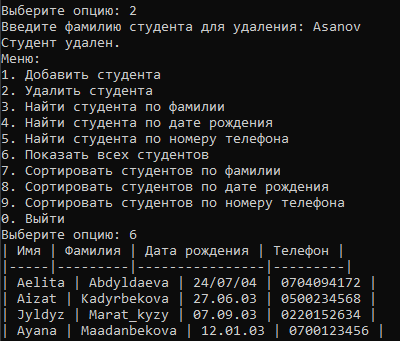 Выберите опцию: 2
Введите фамилию студента для удаления: Asanov
Студент удален.
Меню:
1. Добавить студента
2. Удалить студента
3. Найти студента по фамилии
4. Найти студента по дате рождения
5. Найти студента по номеру телефона
6. Показать всех студентов
7. Сортировать студентов по фамилии
8. Сортировать студентов по дате рождения
9. Сортировать студентов по номеру телефона
0. Выйти
Выберите опцию: 6
| Имя | Фамилия | Дата рождения | Телефон |
|-----|---------|----------------|----------|
| Aelita | Abdyldaeva | 24/07/04 | 0704094172 |
| Aizat | Kadyrbekova | 27.06.03 | 0500234568 |
| Jyldyz | Marat_kyzy | 07.09.03 | 0220152634 |
| Ayana | Maadanbekova | 12.01.03 | 0700123456 |